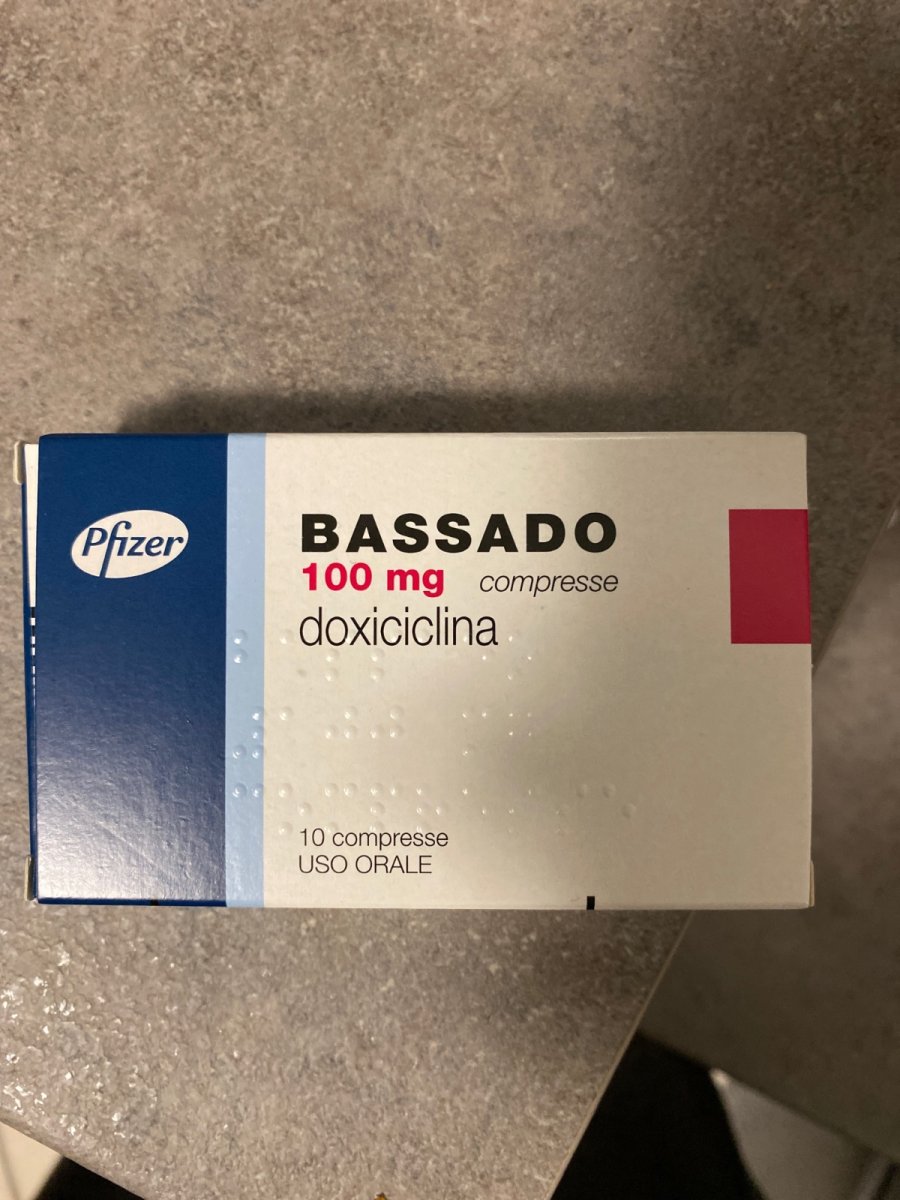 Pfizer
BASSADO
100 mg compresse
doxiciclina
10 compresse
USO ORALE